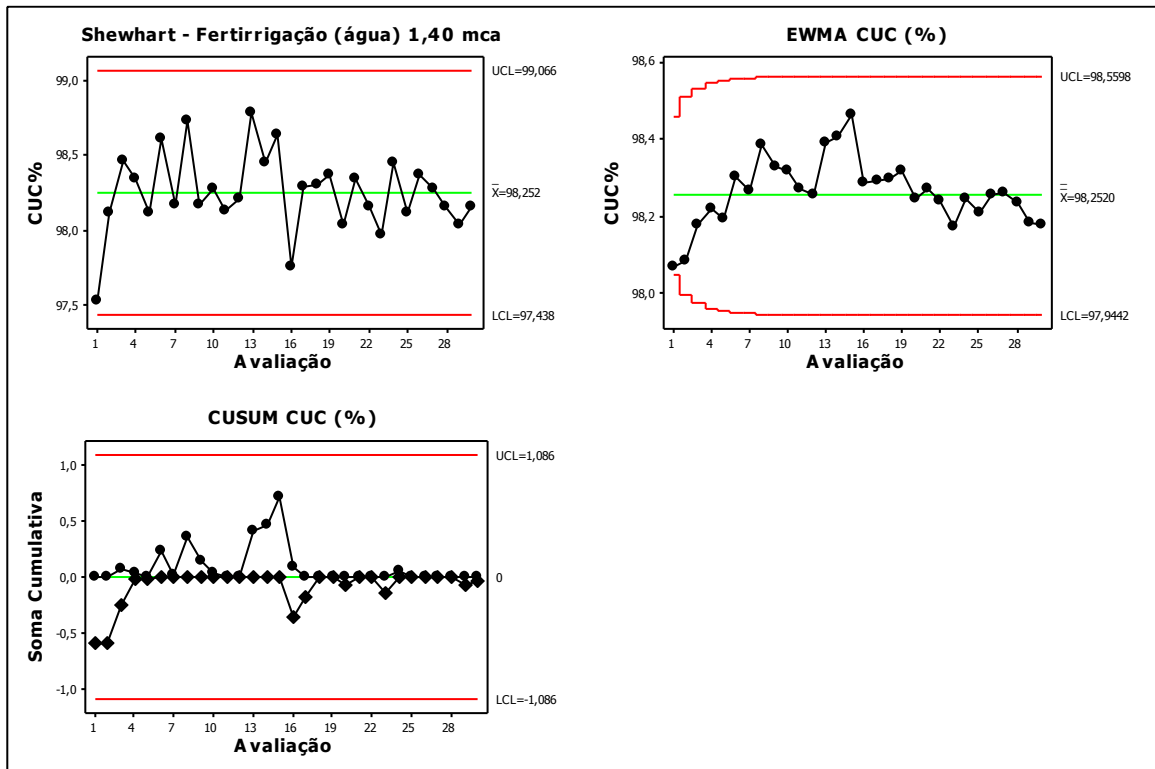 Shewhart - Fertirrigação (água) 1,40 mca
99,0
98,5
98,0
97,5
CUC%
UCL=99,066
X=98,252
LCL=97,438
1 4 7 10 13 16 19 22 25 28
Avaliação
EWMA CUC (%)
98,6
98,4
98,2
98,0
CUC%
UCL=98,5598
X=98,2520
LCL=97,9442
1 4 7 10 13 16 19 22 25 28
Avaliação
CUSUM CUC (%)
1,0
0,5
0,0
-0,5
-1,0
Soma Cumulativa
UCL=1,086
0
LCL=-1,086
1 4 7 10 13 16 19 22 25 28
Avaliação